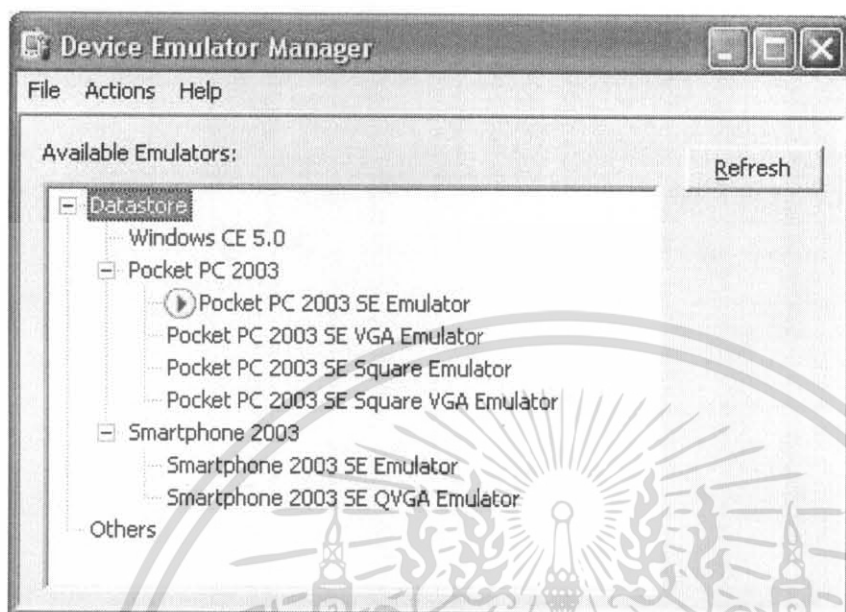 Device Emulator Manager
File Actions Help
Available Emulators:
Refresh
Datastore
Windows CE 5.0
Pocket PC 2003
Pocket PC 2003 SE Emulator
Pocket PC 2003 SE VGA Emulator
Pocket PC 2003 SE Square Emulator
Pocket PC 2003 SE Square VGA Emulator
Smartphone 2003
Smartphone 2003 SE Emulator
Smartphone 2003 SE QVGA Emulator
Others